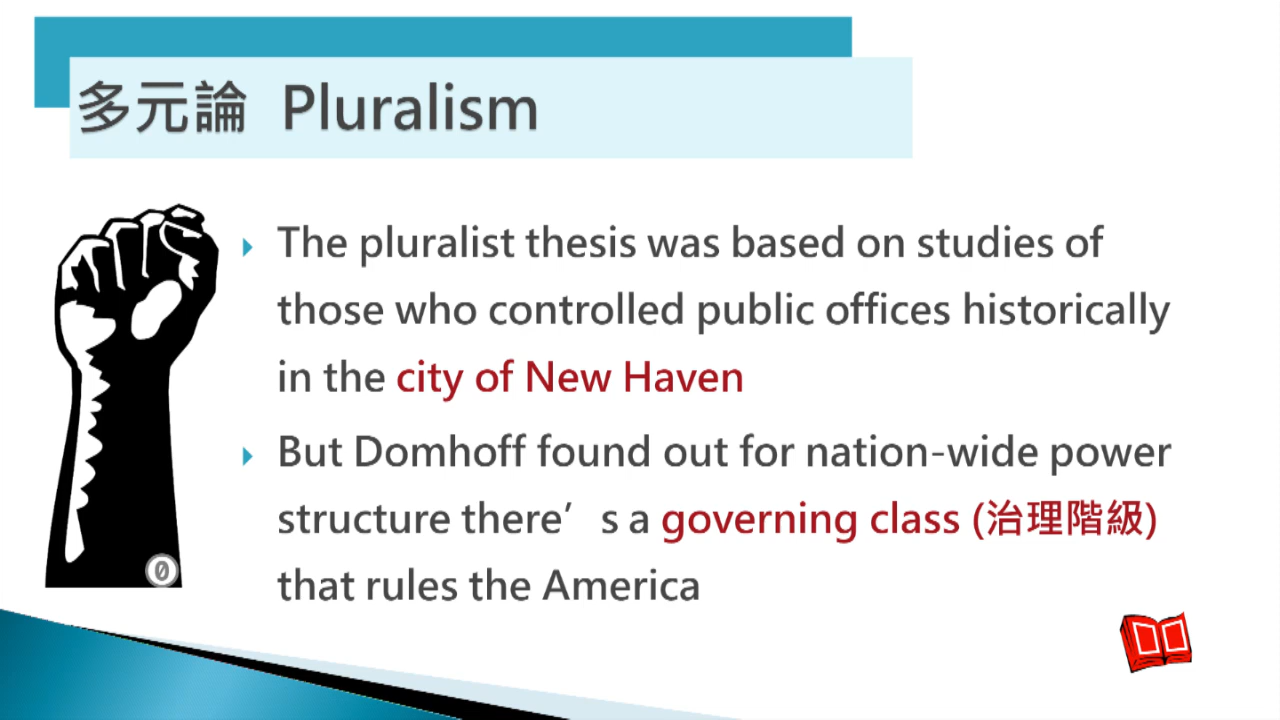 多元論 Pluralism
The pluralist thesis was based on studies of
those who controlled public offices historically
in the city of New Haven
But Domhoff found out for nation-wide power
structure there’s a governing class (治理階級)
that rules the America
0